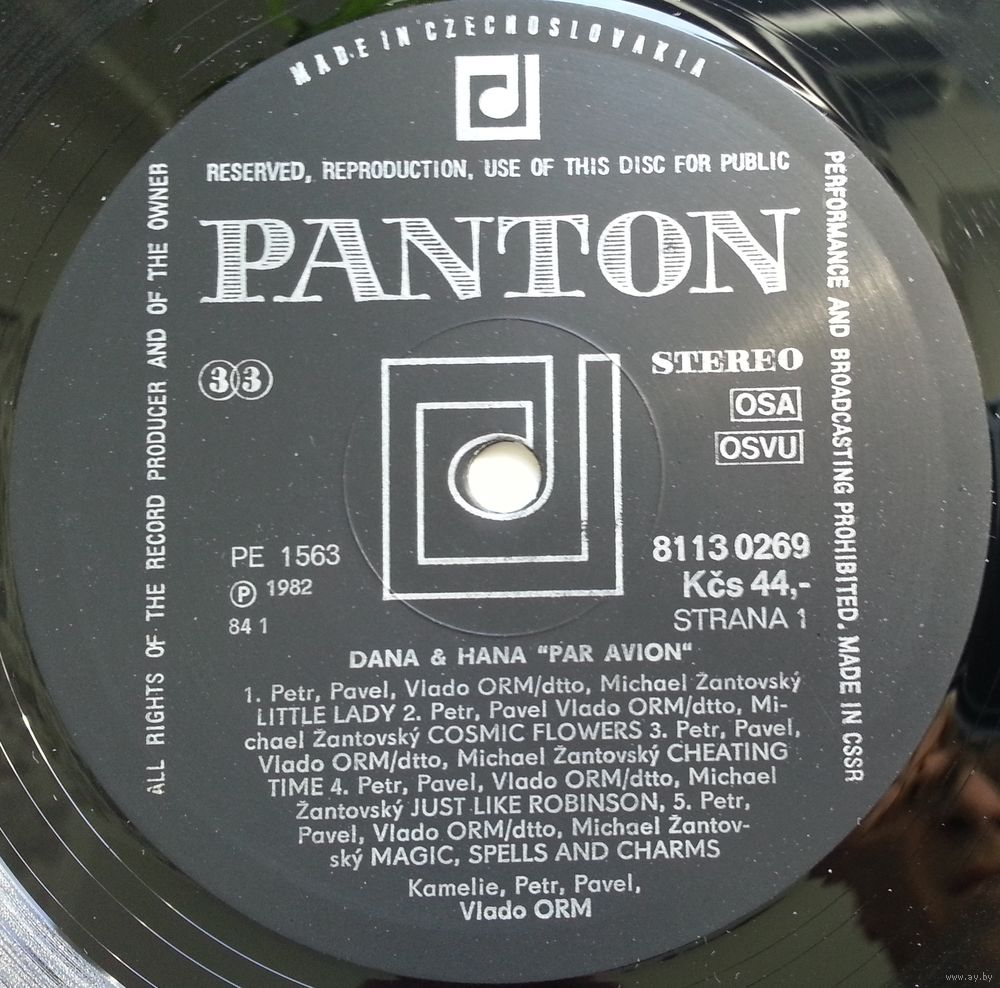 MADE IN CZECHOSLOVAKIA
RESERVED, REPRODUCTION, USE OF THIS DISC FOR PUBLIC
PERFORMANCE AND BROADCASTING PROHIBITED. MADE IN CSSR
ALL RIGHTS OF THE RECORD PRODUCER AND OF THE OWNER
PANTON
33
STEREO
OSA
OSVU
PE 1563
℗ 1982
84 1
8113 0269
Kčs 44,-
STRANA 1
DANA & HANA "PAR AVION"
1. Petr, Pavel, Vlado ORM/dtto, Michael Žantovský
LITTLE LADY 2. Petr, Pavel Vlado ORM/dtto, Mi-
chael Žantovský COSMIC FLOWERS 3. Petr, Pavel,
Vlado ORM/dtto, Michael Žantovský CHEATING
TIME 4. Petr, Pavel, Vlado ORM/dtto, Michael
Žantovský JUST LIKE ROBINSON, 5. Petr,
Pavel, Vlado ORM/dtto, Michael Žantov-
ský MAGIC, SPELLS AND CHARMS
Kamelie, Petr, Pavel,
Vlado ORM
www.ay.by